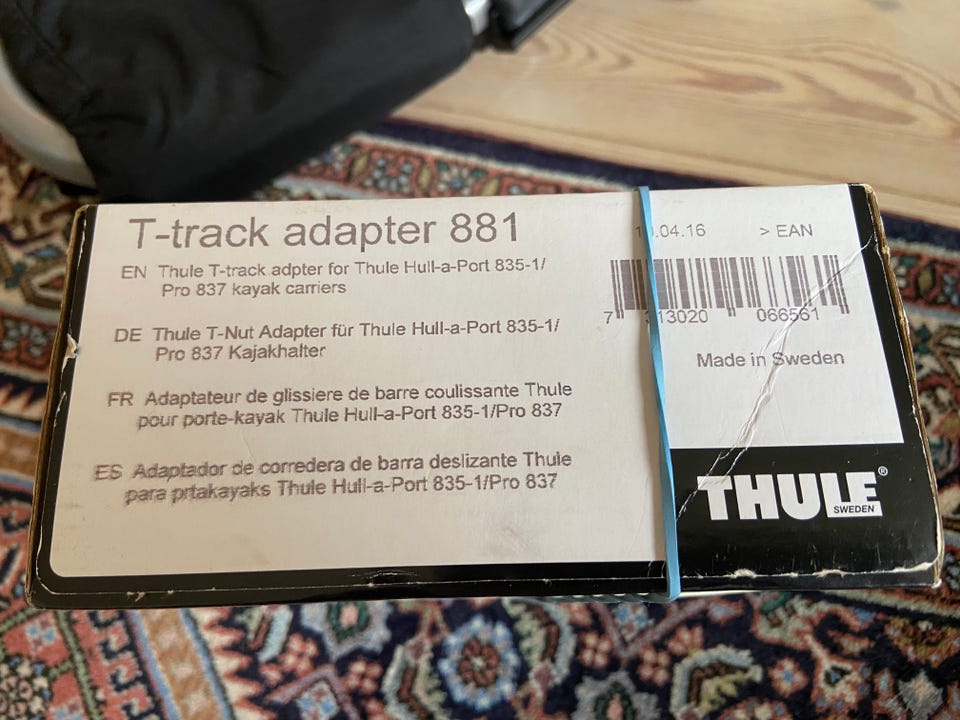 T-track adapter 881
EN Thule T-track adpter for Thule Hull-a-Port 835-1/
Pro 837 kayak carriers
DE Thule T-Nut Adapter für Thule Hull-a-Port 835-1/
Pro 837 Kajakhalter
FR Adaptateur de glissiere de barre coulissante Thule
pour porte-kayak Thule Hull-a-Port 835-1/Pro 837
ES Adaptador de corredera de barra deslizante Thule
para prtakayaks Thule Hull-a-Port 835-1/Pro 837
.04.16 > EAN
7 313020 066561
Made in Sweden
THULE®
SWEDEN